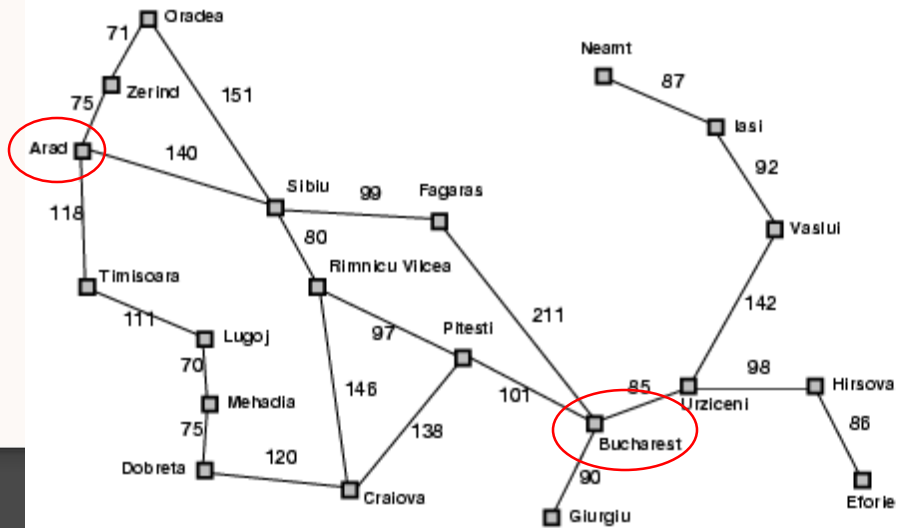 Oradea
71
Neamt
87
Zerind
151
75
Iasi
Arad
140
92
Sibiu
99
Fagaras
118
80
Vaslui
Timisoara
Rimnicu Vilcea
111
211
142
Lugoj
97
Pitesti
70
98
Hirsova
146
101
85
Urziceni
Mehadia
75
138
86
Bucharest
120
Dobreta
90
Craiova
Eforie
Giurgiu